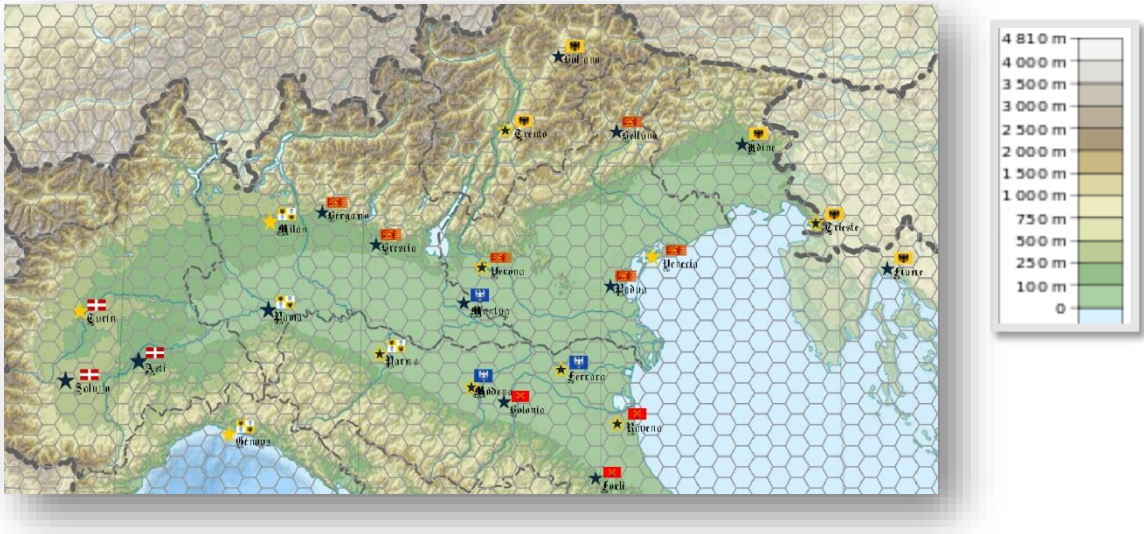 Bolzano
Trento
Belluno
Udine
Bergamo
Milan
Trieste
Brescia
Verona
Venecia
Fiume
Padua
Mantua
Turin
Pavia
Parma
Asti
Ferrara
Saluzzo
Modena
Bolonia
Ravena
Genova
Forli
4 810 m
4 000 m
3 500 m
3 000 m
2 500 m
2 000 m
1 500 m
1 000 m
750 m
500 m
250 m
100 m
0